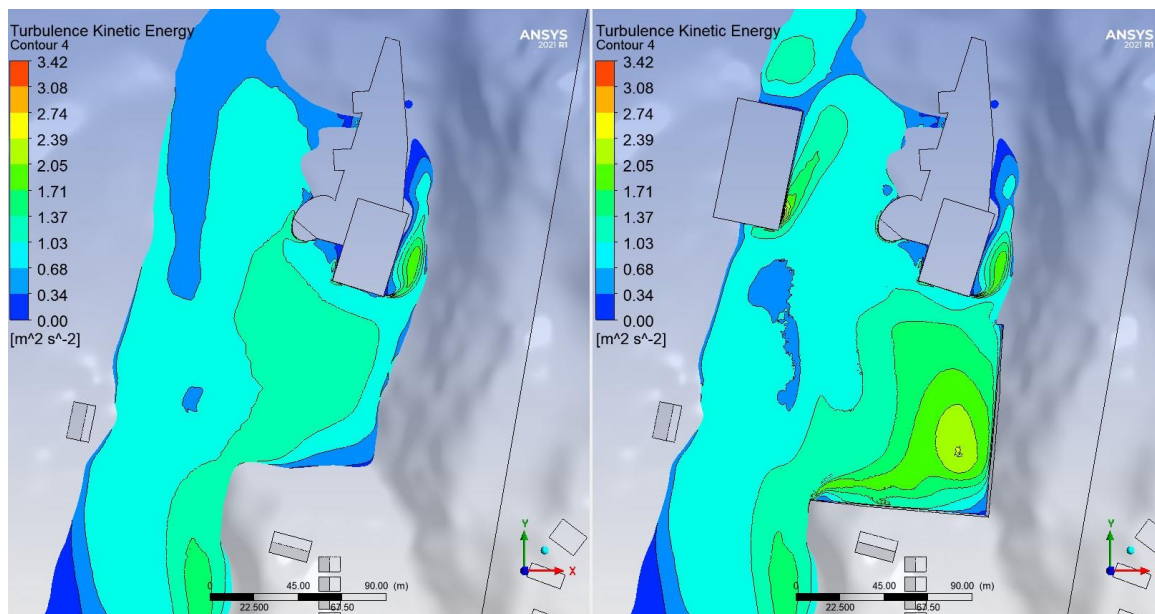 Turbulence Kinetic Energy
Contour 4
3.42
3.08
2.74
2.39
2.05
1.71
1.37
1.03
0.68
0.34
0.00
[m^2 s^-2]
ANSYS
2021 R1
Y
X
0 45.00 90.00 (m)
22.500 67.50
Turbulence Kinetic Energy
Contour 4
3.42
3.08
2.74
2.39
2.05
1.71
1.37
1.03
0.68
0.34
0.00
[m^2 s^-2]
ANSYS
2021 R1
Y
0 45.00 90.00 (m)
22.500 67.50